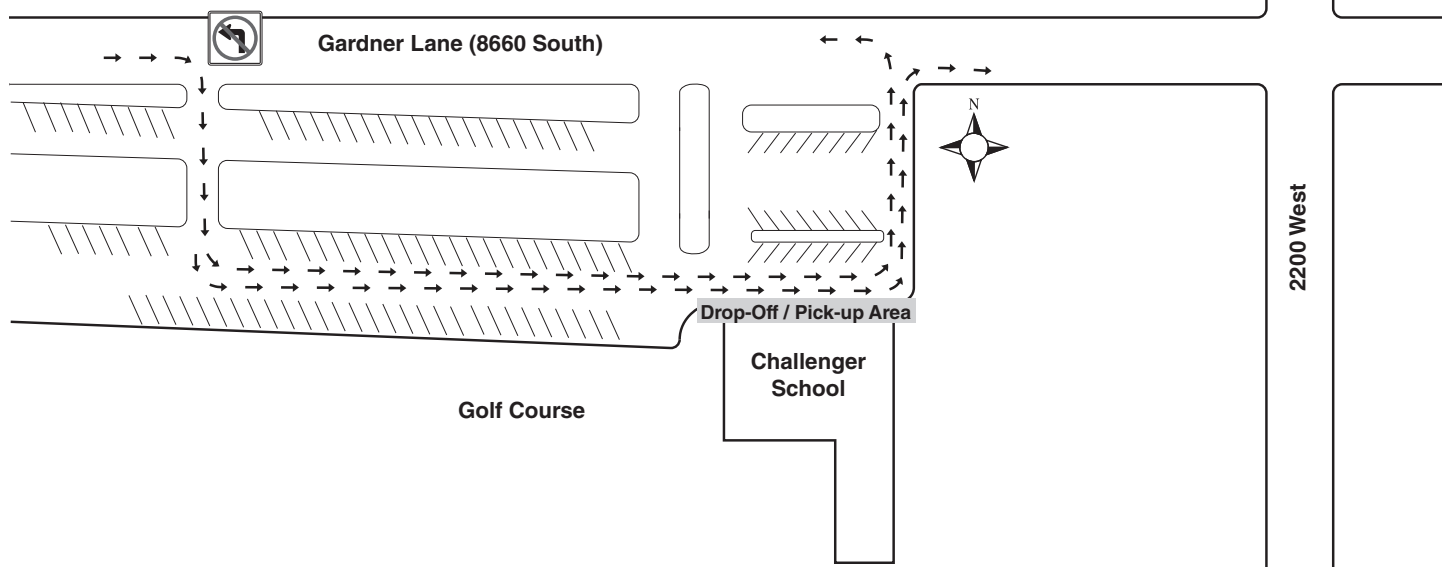 Gardner Lane (8660 South)
N
2200 West
Drop-Off / Pick-up Area
Challenger
School
Golf Course